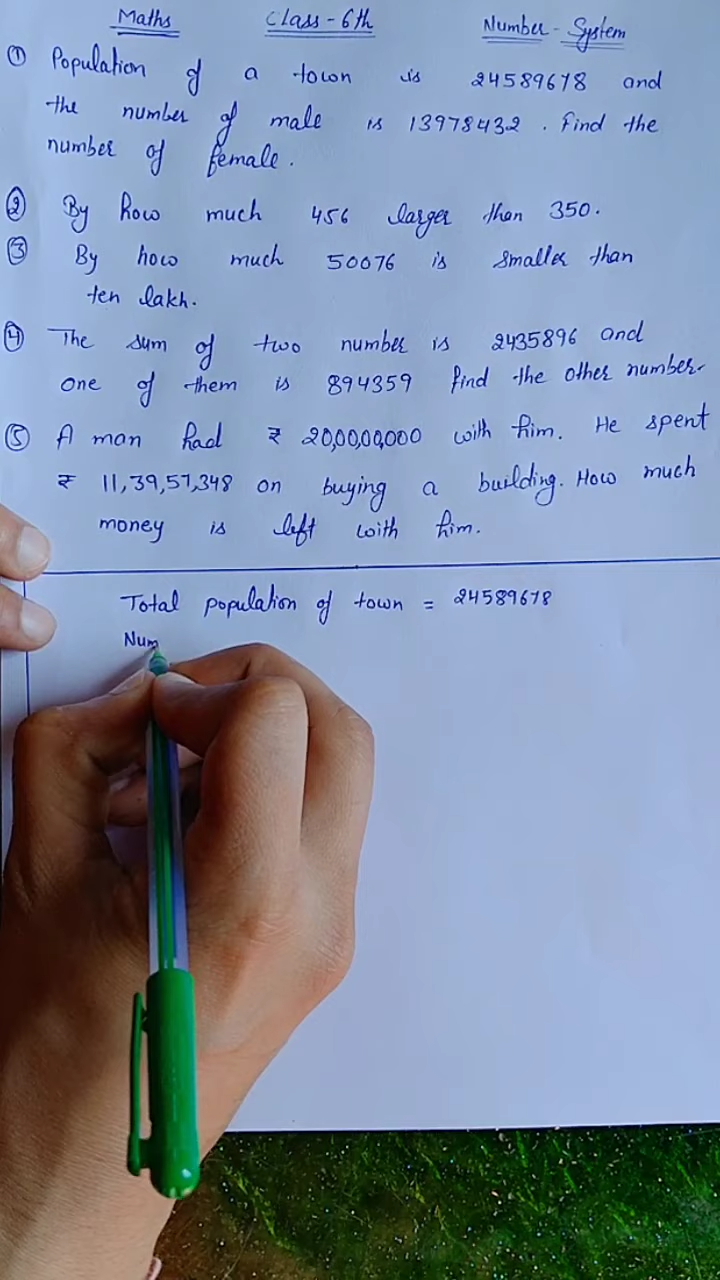 Maths Class-6th Number-System
① Population of a town is 24589678 and
the number of male is 13978432. Find the
number of female.
② By how much 456 larger than 350.
③ By how much 50076 is smaller than
ten lakh.
④ The sum of two number is 2435896 and
one of them is 894359 find the other number.
⑤ A man had ₹ 20,00,00,000 with him. He spent
₹ 11,39,57,348 on buying a building. How much
money is left with him.
Total population of town = 24589678
Num